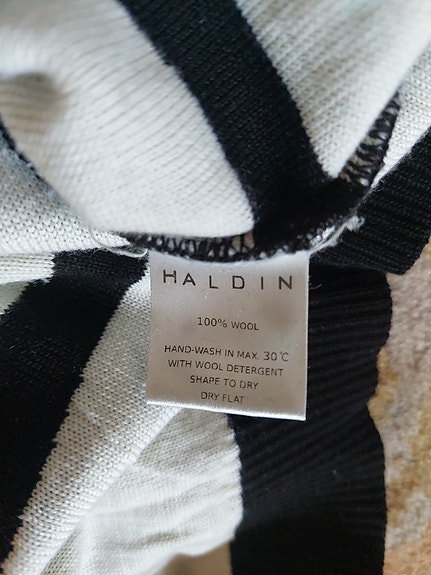 HALDIN
100% WOOL
HAND-WASH IN MAX. 30℃
WITH WOOL DETERGENT
SHAPE TO DRY
DRY FLAT